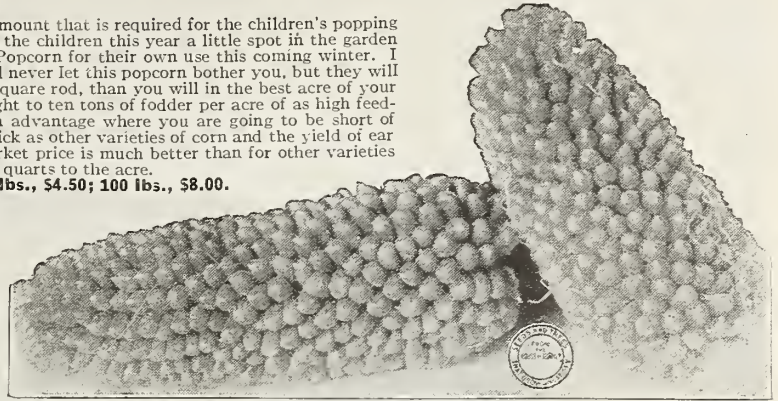 mount that is required for the children's popping
the children this year a little spot in the garden
Popcorn for their own use this coming winter. I
never let this popcorn bother you, but they will
quare rod, than you will in the best acre of your
ght to ten tons of fodder per acre of as high feed-
advantage where you are going to be short of
ick as other varieties of corn and the yield of ear
rket price is much better than for other varieties
quarts to the acre.
lbs., $4.50; 100 lbs., $8.00.
SEEDS AND